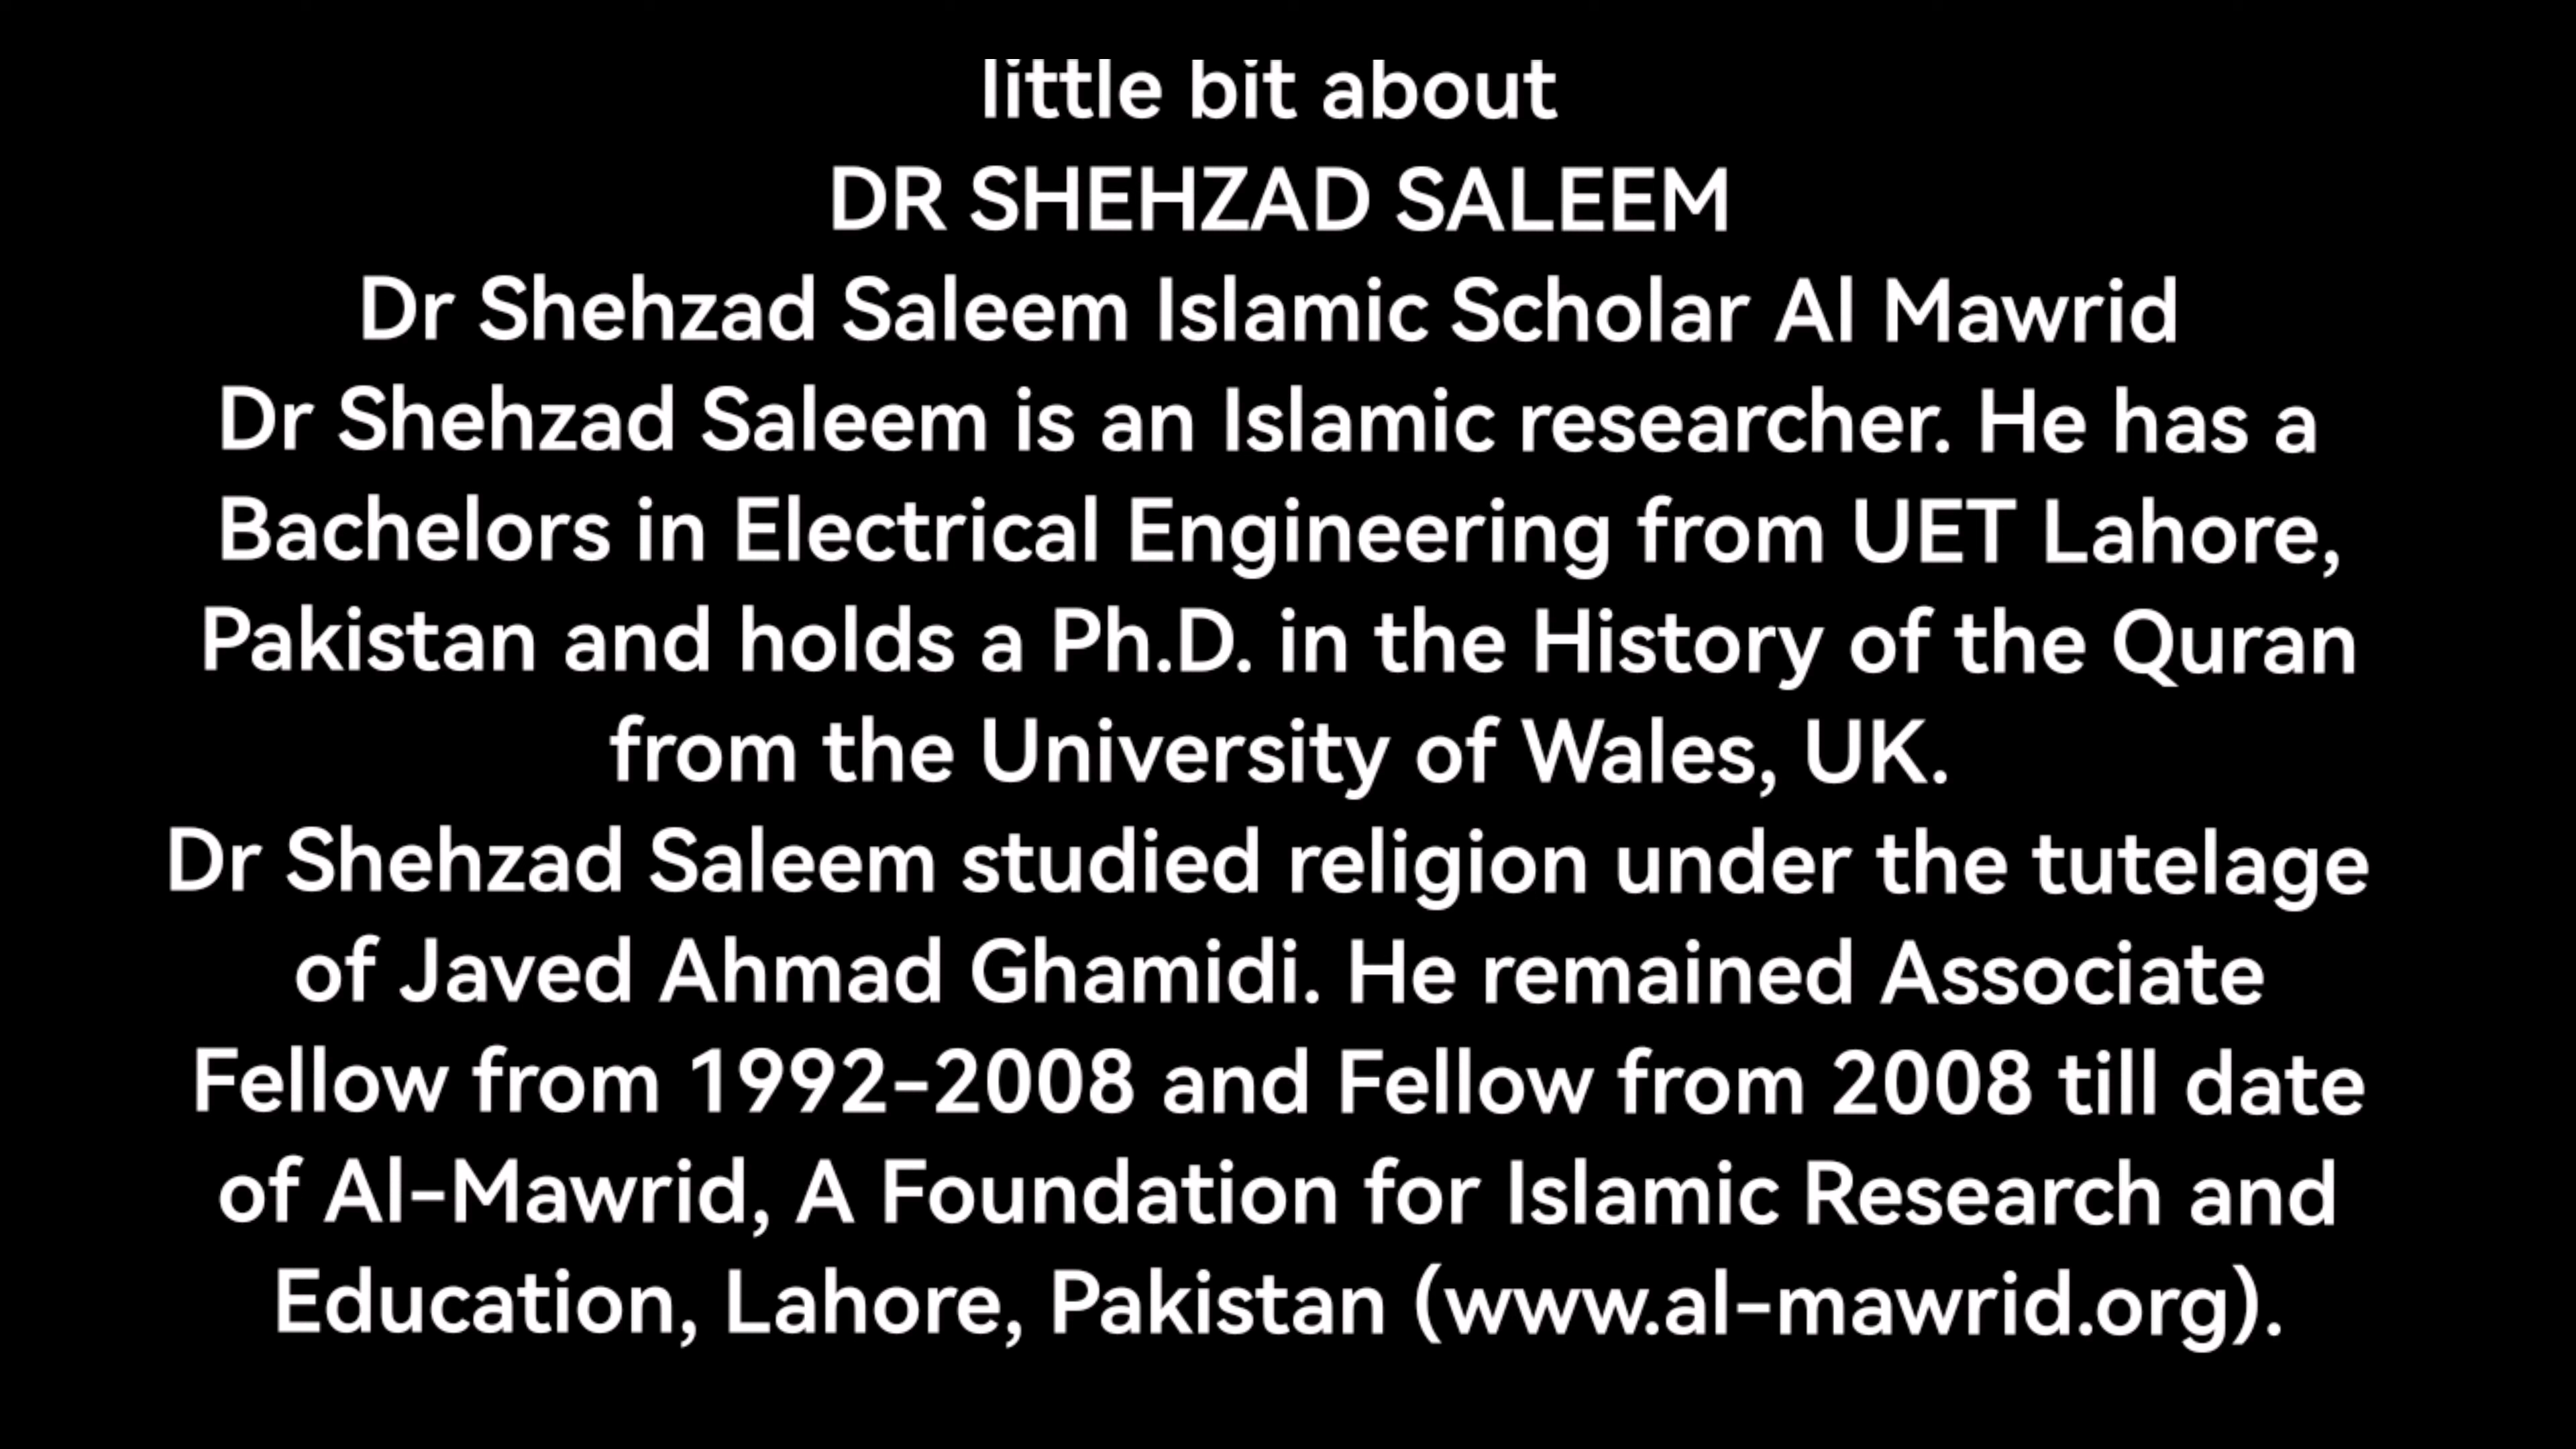 little bit about
DR SHEHZAD SALEEM
Dr Shehzad Saleem Islamic Scholar Al Mawrid
Dr Shehzad Saleem is an Islamic researcher. He has a
Bachelors in Electrical Engineering from UET Lahore,
Pakistan and holds a Ph.D. in the History of the Quran
from the University of Wales, UK.
Dr Shehzad Saleem studied religion under the tutelage
of Javed Ahmad Ghamidi. He remained Associate
Fellow from 1992-2008 and Fellow from 2008 till date
of Al-Mawrid, A Foundation for Islamic Research and
Education, Lahore, Pakistan (www.al-mawrid.org).